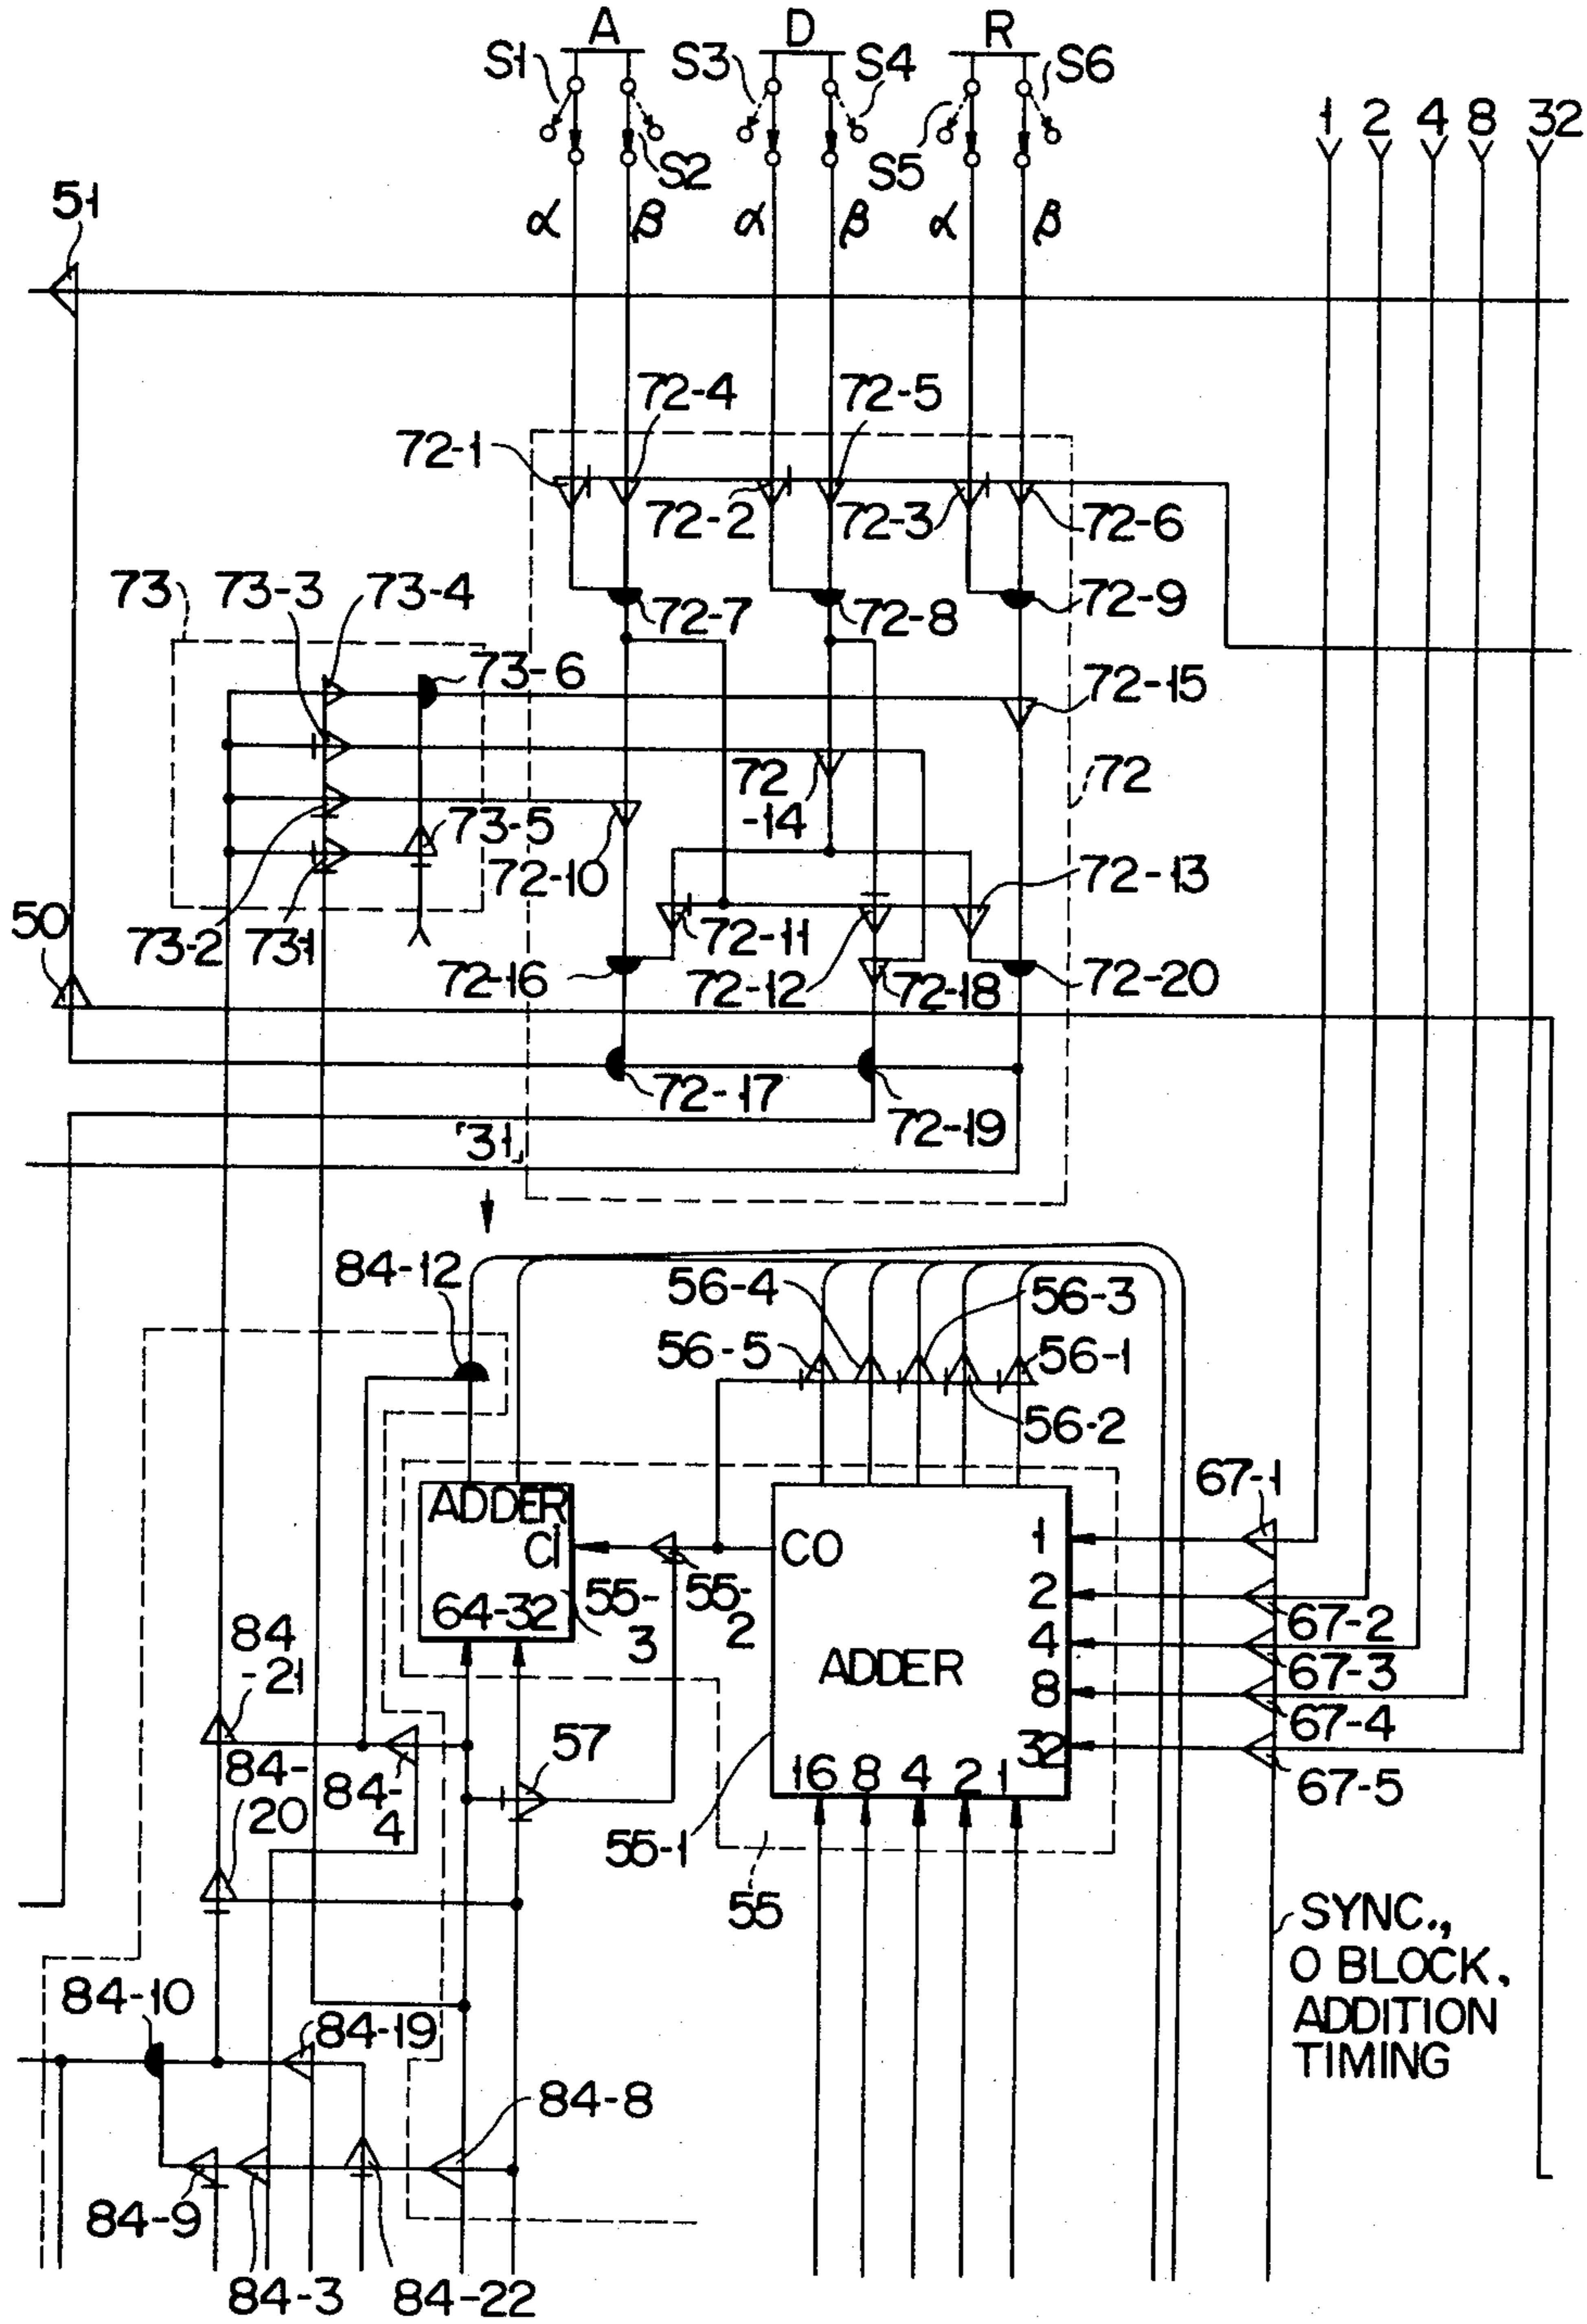 A D R
S1 S3 S4 S6
1 2 4 8 32
S2 S5
α β α β α β
51
72-4 72-5
72-1
72-2 72-3 72-6
73 73-3 73-4 72-7 72-8 72-9
73-6 72-15
72
-14
72
73-5 72-10 72-13
50 73-2 73-1 72-11
72-16 72-12 72-18 72-20
72-17 72-19
「31」
84-12 56-4 56-3
56-5 56-1
56-2
67-1
ADDER
CI
64-32
55-
3
55-
2
CO
1
2
4
8
32
ADDER
16 8 4 2 1
67-2
67-3
67-4
67-5
84
-21
84-
20
84-
4
57
55-1
55
SYNC.,
0 BLOCK,
ADDITION
TIMING
84-10 84-19
84-8
84-9
84-3 84-22